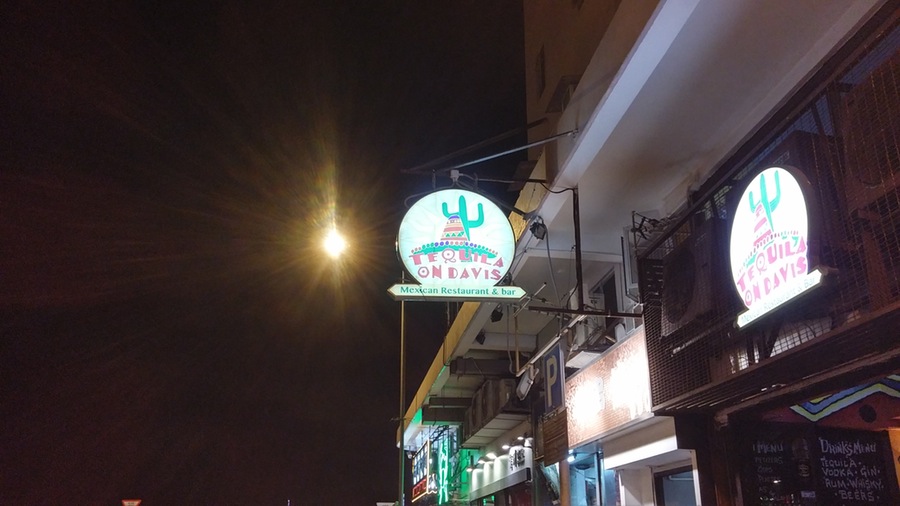 TEQUILA
ON DAVIS
Mexican Restaurant & bar
TEQUILA
ON DAVIS
P
MENU
DRINKS MENU
TEQUILA
VODKA · GIN
RUM · WHISKY
· BEERS ·